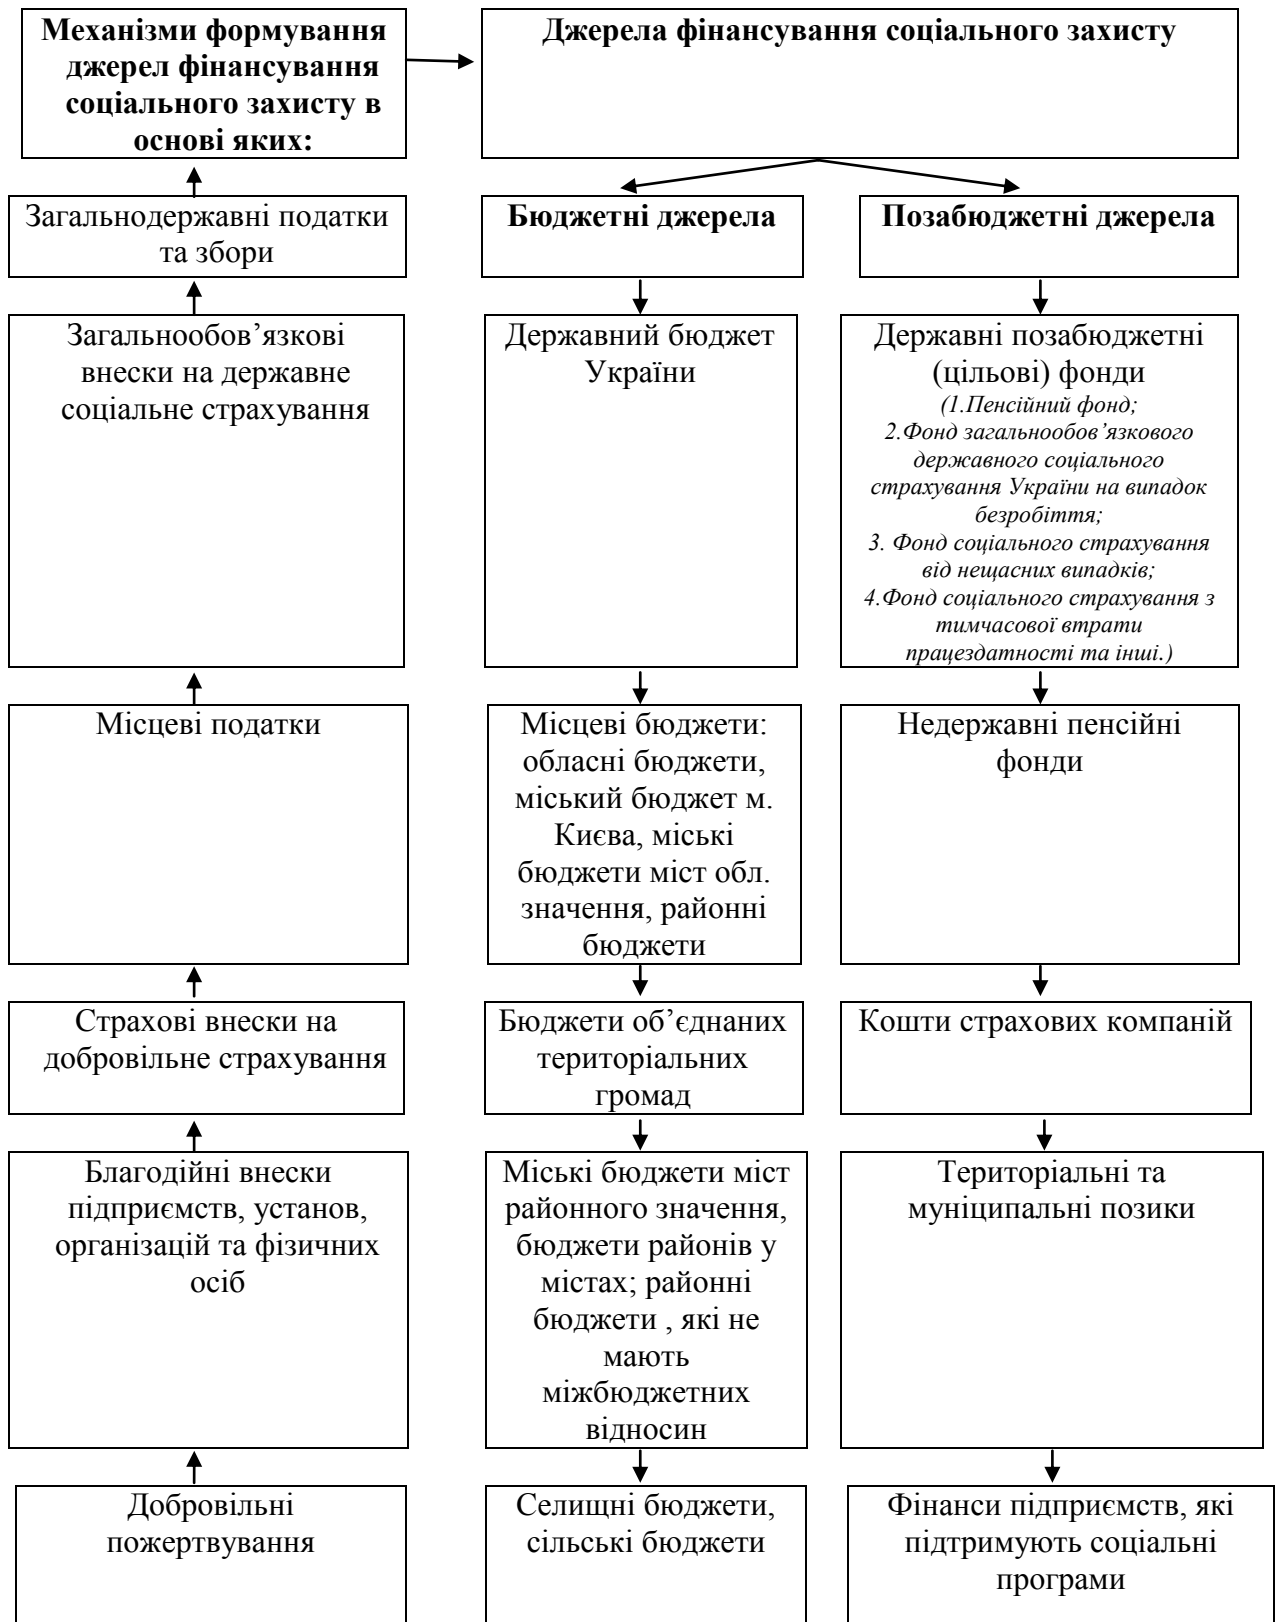 Механізми формування
джерел фінансування
соціального захисту в
основі яких:
Джерела фінансування соціального захисту
Загальнодержавні податки
та збори
Бюджетні джерела
Позабюджетні джерела
Загальнообов’язкові
внески на державне
соціальне страхування
Державний бюджет
України
Державні позабюджетні
(цільові) фонди
(1.Пенсійний фонд;
2.Фонд загальнообов’язкового
державного соціального
страхування України на випадок
безробіття;
3. Фонд соціального страхування
від нещасних випадків;
4.Фонд соціального страхування з
тимчасової втрати
працездатності та інші.)
Місцеві податки
Місцеві бюджети:
обласні бюджети,
міський бюджет м.
Києва, міські
бюджети міст обл.
значення, районні
бюджети
Недержавні пенсійні
фонди
Страхові внески на
добровільне страхування
Бюджети об’єднаних
територіальних
громад
Кошти страхових компаній
Благодійні внески
підприємств, установ,
організацій та фізичних
осіб
Міські бюджети міст
районного значення,
бюджети районів у
містах; районні
бюджети , які не
мають
міжбюджетних
відносин
Територіальні та
муніципальні позики
Добровільні
пожертвування
Селищні бюджети,
сільські бюджети
Фінанси підприємств, які
підтримують соціальні
програми